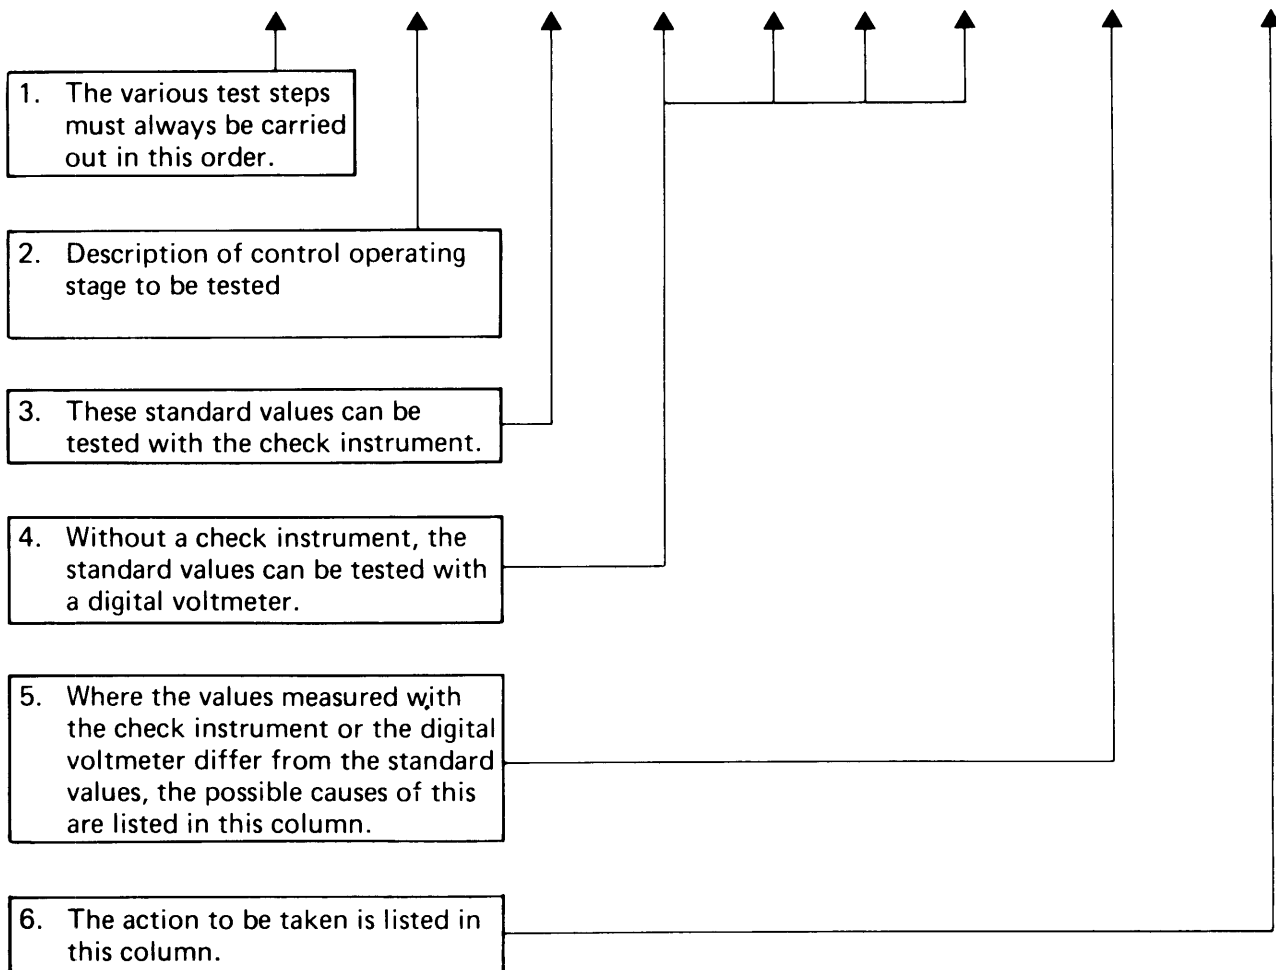 1. The various test steps
must always be carried
out in this order.
2. Description of control operating
stage to be tested
3. These standard values can be
tested with the check instrument.
4. Without a check instrument, the
standard values can be tested with
a digital voltmeter.
5. Where the values measured with
the check instrument or the digital
voltmeter differ from the standard
values, the possible causes of this
are listed in this column.
6. The action to be taken is listed in
this column.